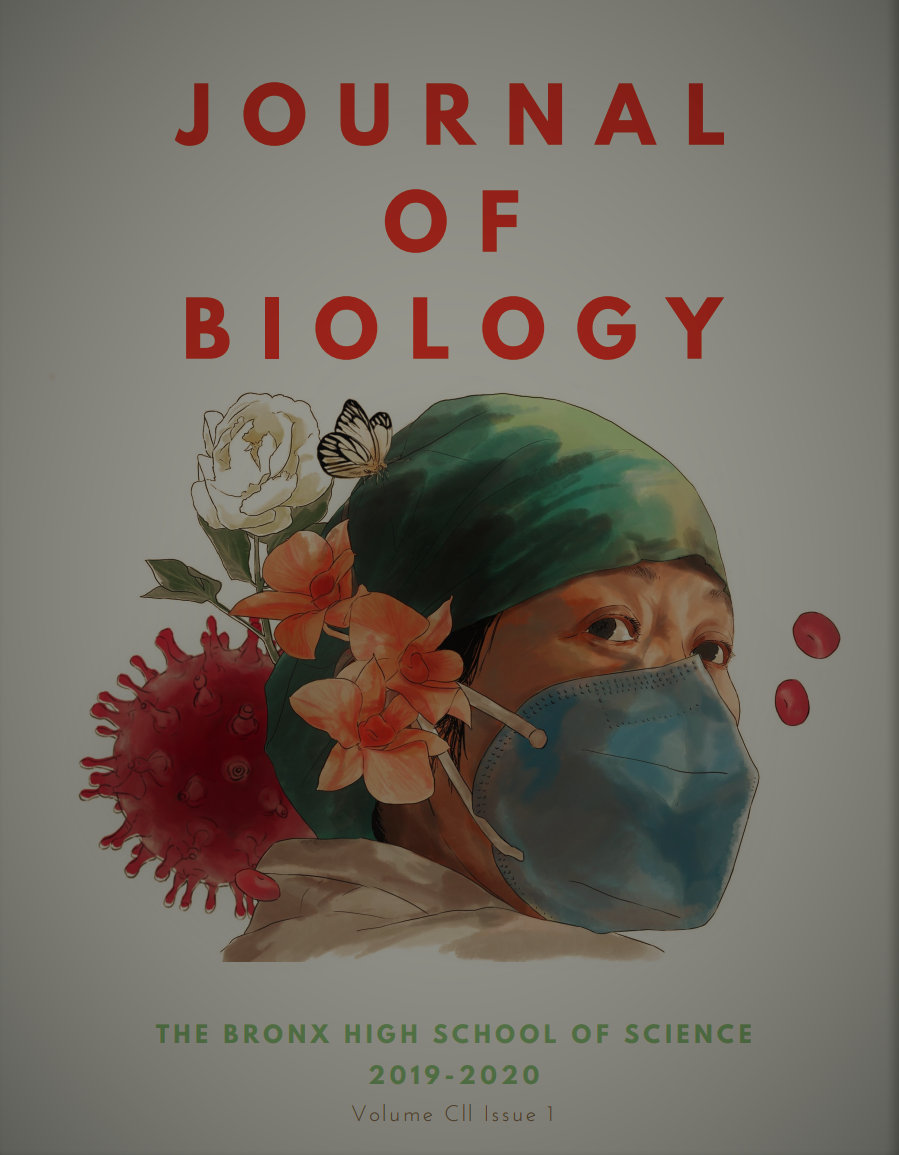 JOURNAL
OF
BIOLOGY
THE BRONX HIGH SCHOOL OF SCIENCE
2019-2020
Volume CII Issue 1